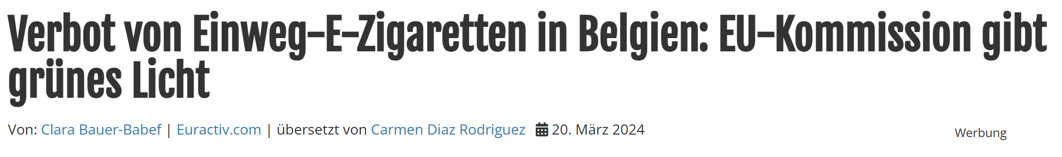 Verbot von Einweg-E-Zigaretten in Belgien: EU-Kommission gibt
grünes Licht
Von: Clara Bauer-Babef | Euractiv.com | übersetzt von Carmen Diaz Rodriguez 20. März 2024
Werbung